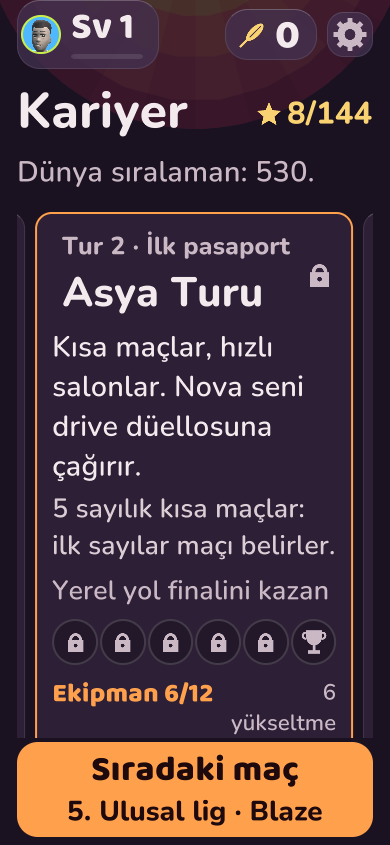 Sv 1
0
Kariyer
8/144
Dünya sıralaman: 530.
Tur 2 · İlk pasaport
Asya Turu
Kısa maçlar, hızlı
salonlar. Nova seni
drive düellosuna
çağırır.
5 sayılık kısa maçlar:
ilk sayılar maçı belirler.
Yerel yol finalini kazan
Ekipman 6/12
6
yükseltme
Sıradaki maç
5. Ulusal lig · Blaze